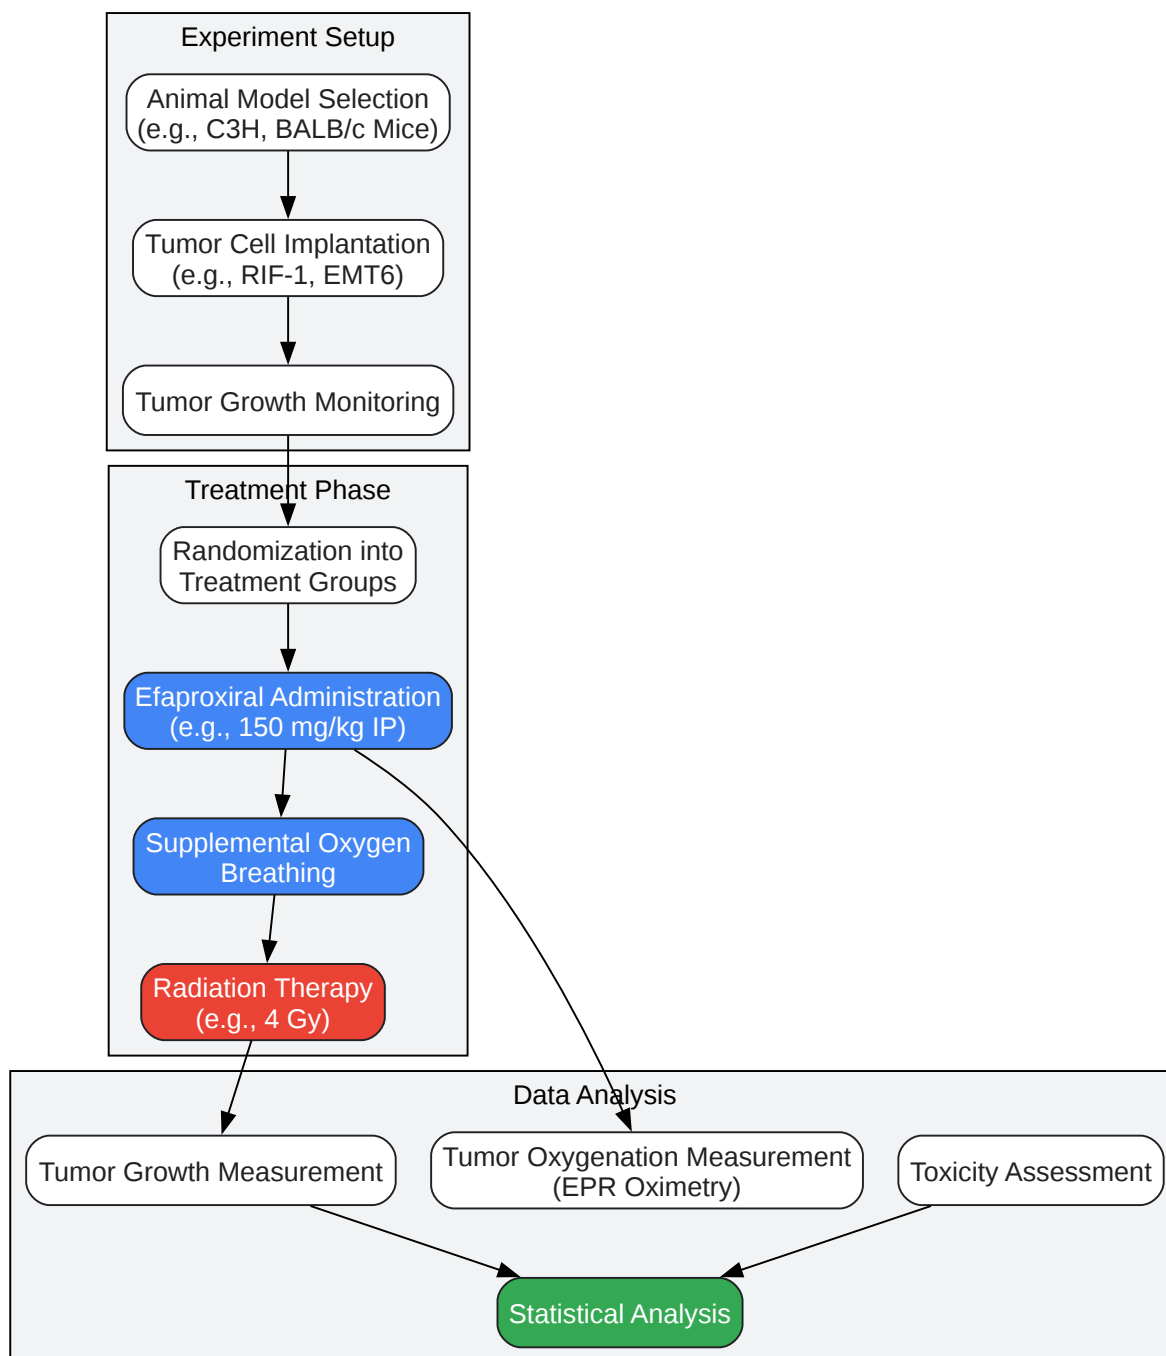 Experiment Setup
Animal Model Selection
(e.g., C3H, BALB/c Mice)
Tumor Cell Implantation
(e.g., RIF-1, EMT6)
Tumor Growth Monitoring
Treatment Phase
Randomization into
Treatment Groups
Efaproxiral Administration
(e.g., 150 mg/kg IP)
Supplemental Oxygen
Breathing
Radiation Therapy
(e.g., 4 Gy)
Data Analysis
Tumor Growth Measurement
Tumor Oxygenation Measurement
(EPR Oximetry)
Toxicity Assessment
Statistical Analysis